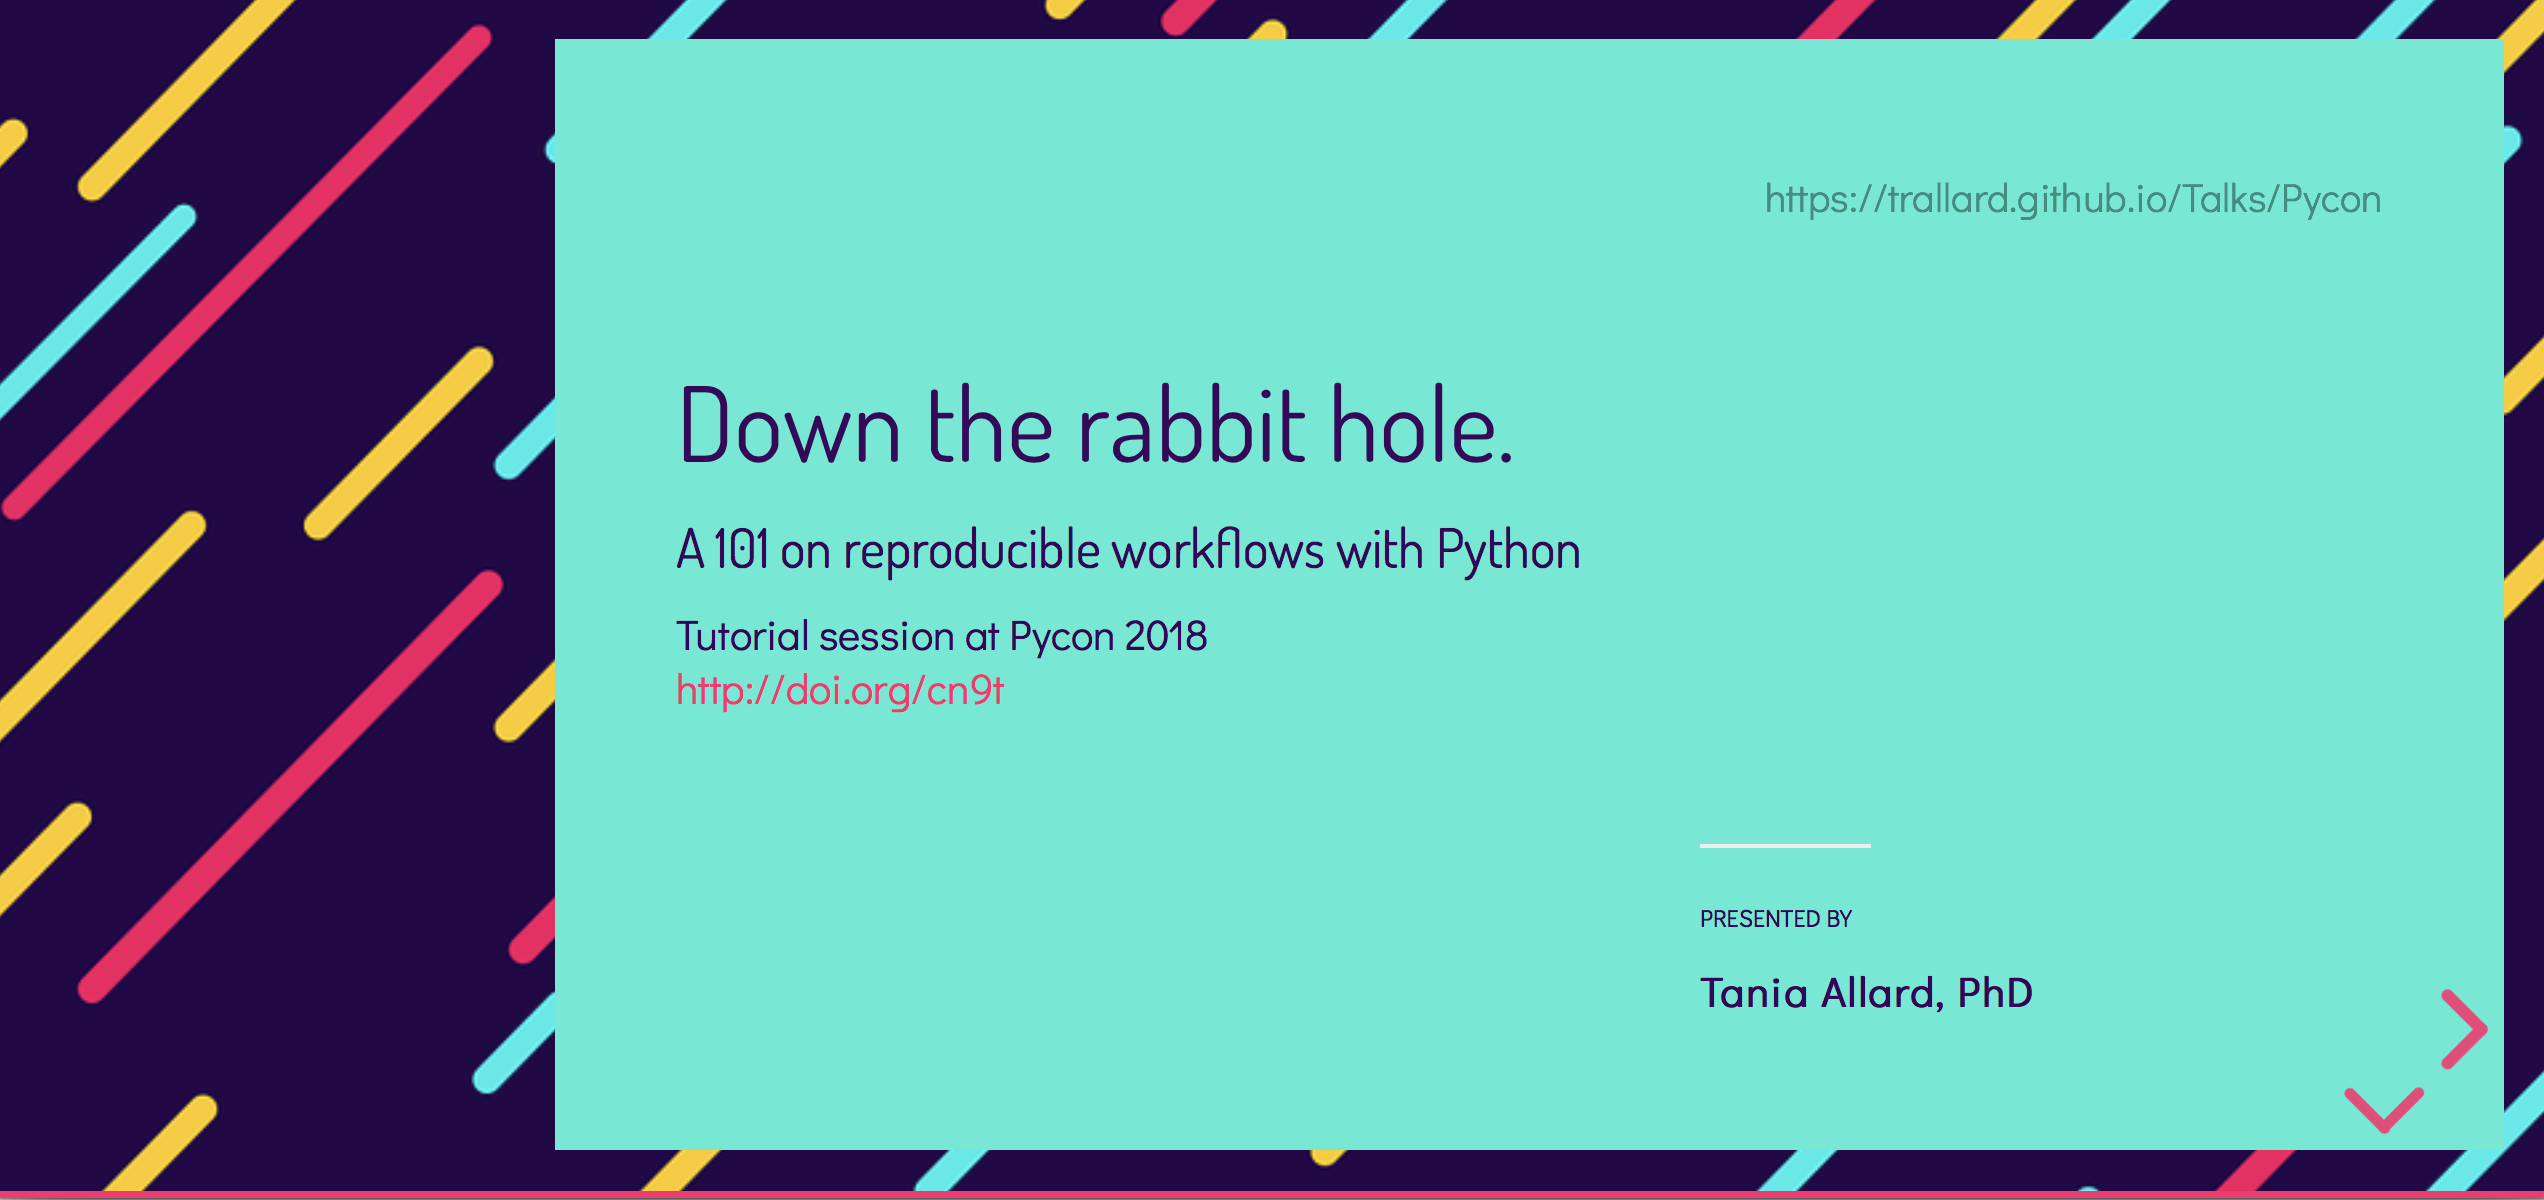 https://trallard.github.io/Talks/Pycon
Down the rabbit hole.
A 101 on reproducible workflows with Python
Tutorial session at Pycon 2018
http://doi.org/cn9t
PRESENTED BY
Tania Allard, PhD